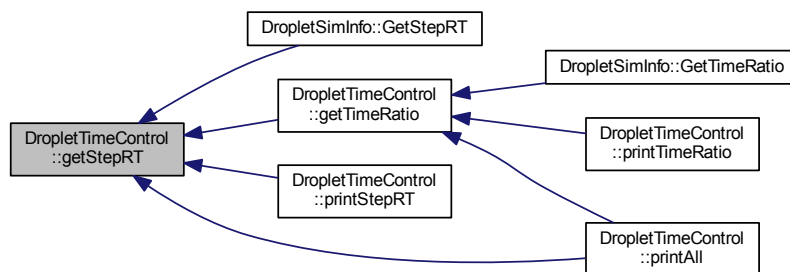 DropletSimInfo::GetStepRT
DropletSimInfo::GetTimeRatio
DropletTimeControl
::getTimeRatio
DropletTimeControl
::getStepRT
DropletTimeControl
::printTimeRatio
DropletTimeControl
::printStepRT
DropletTimeControl
::printAll